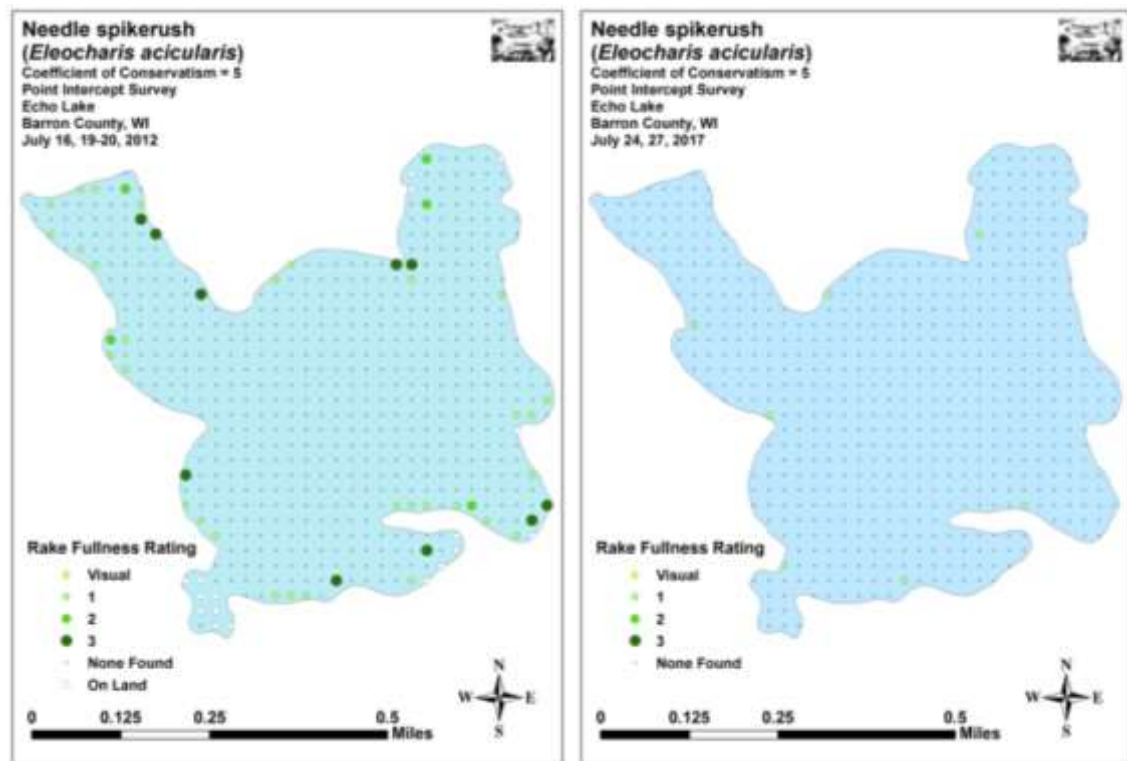 Needle spikerush
(Eleocharis acicularis)
Coefficient of Conservatism = 5
Point Intercept Survey
Echo Lake
Barron County, WI
July 16, 19-20, 2012
Rake Fullness Rating
Visual
1
2
3
None Found
On Land
N
W E
S
0 0.125 0.25 0.5
Miles
Needle spikerush
(Eleocharis acicularis)
Coefficient of Conservatism = 5
Point Intercept Survey
Echo Lake
Barron County, WI
July 24, 27, 2017
Rake Fullness Rating
Visual
1
2
3
None Found
N
W E
S
0 0.125 0.25 0.5
Miles